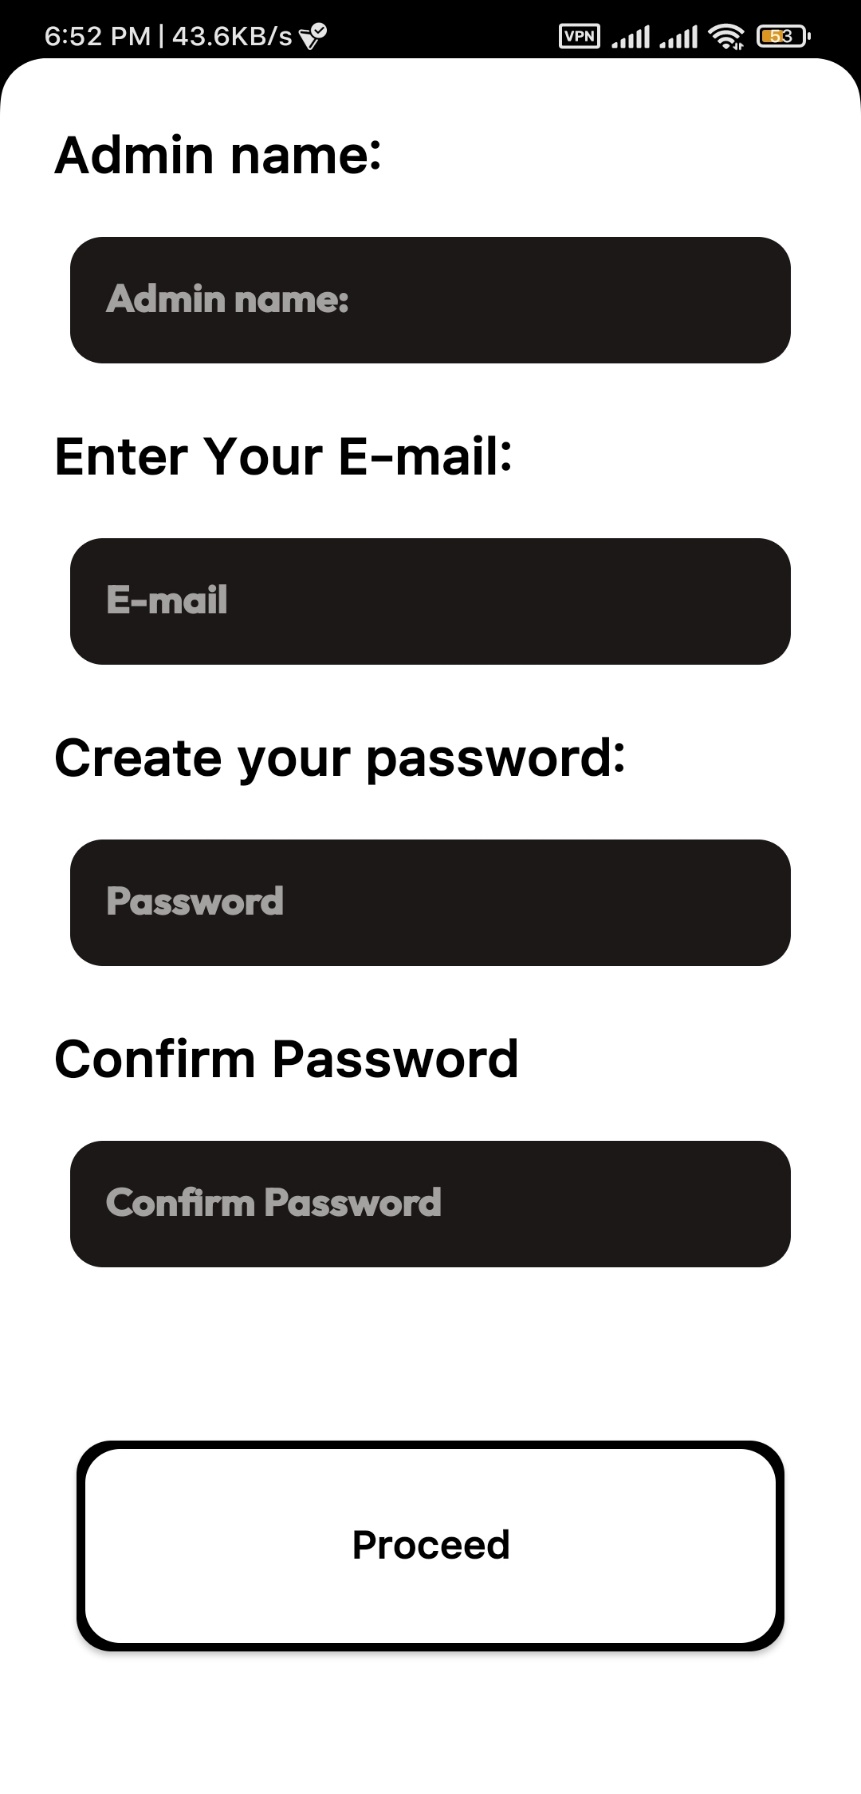 6:52 PM | 43.6KB/s VPN 53
Admin name:
Admin name:
Enter Your E-mail:
E-mail
Create your password:
Password
Confirm Password
Confirm Password
Proceed